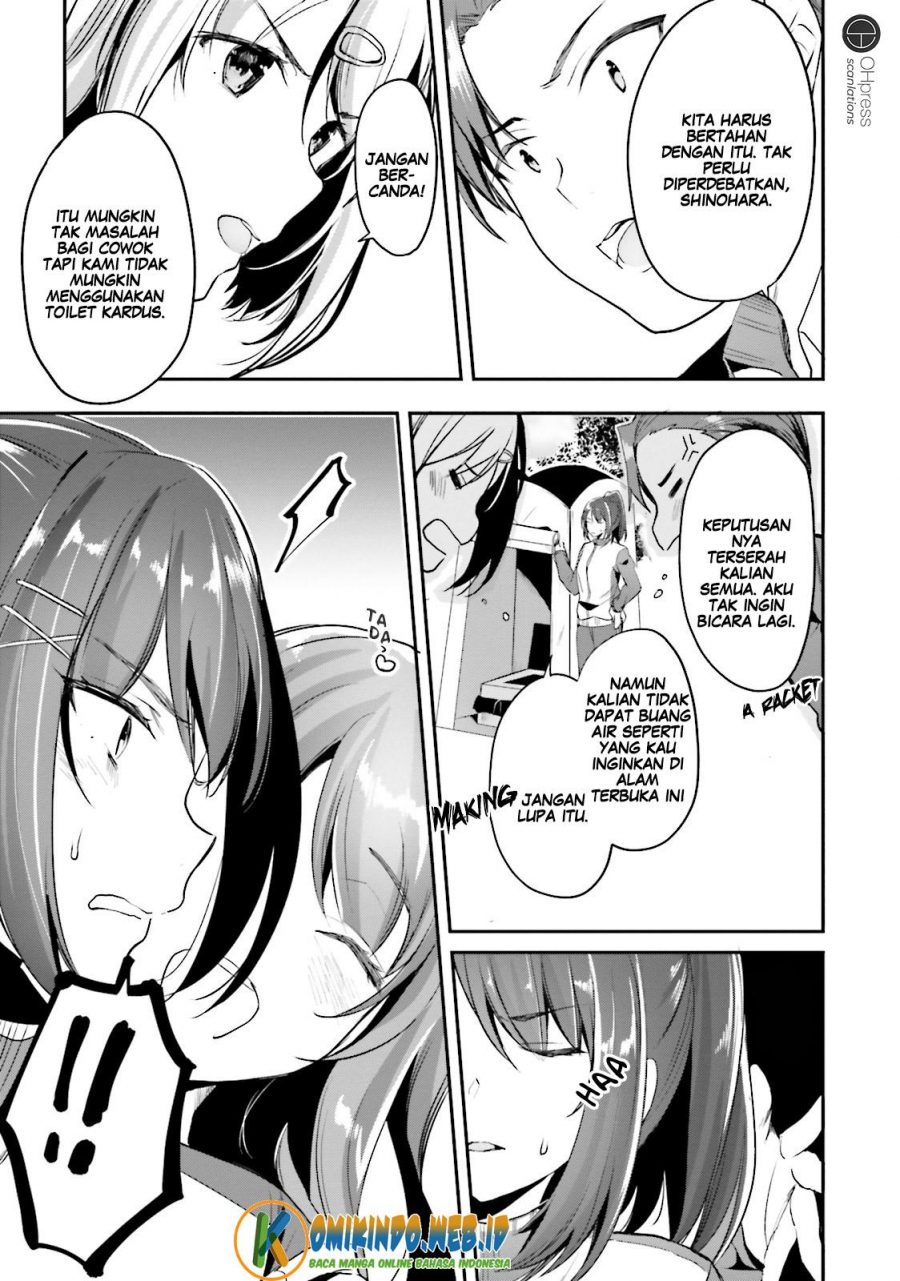 OHpress
scanlations
KITA HARUS
BERTAHAN
DENGAN ITU. TAK
PERLU
DIPERDEBATKAN,
SHINOHARA.
JANGAN
BER-
CANDA!
ITU MUNGKIN
TAK MASALAH
BAGI COWOK
TAPI KAMI TIDAK
MUNGKIN
MENGGUNAKAN
TOILET KARDUS.
KEPUTUSAN
NYA
TERSERAH
KALIAN
SEMUA. AKU
TAK INGIN
BICARA LAGI.
NAMUN
KALIAN TIDAK
DAPAT BUANG
AIR SEPERTI
YANG KAU
INGINKAN DI
ALAM
TERBUKA INI
JANGAN
LUPA ITU.
MAKING
A RACKET
TADA~
HAA
!!
KOMIKINDO.WEB.ID
BACA MANGA ONLINE BAHASA INDONESIA